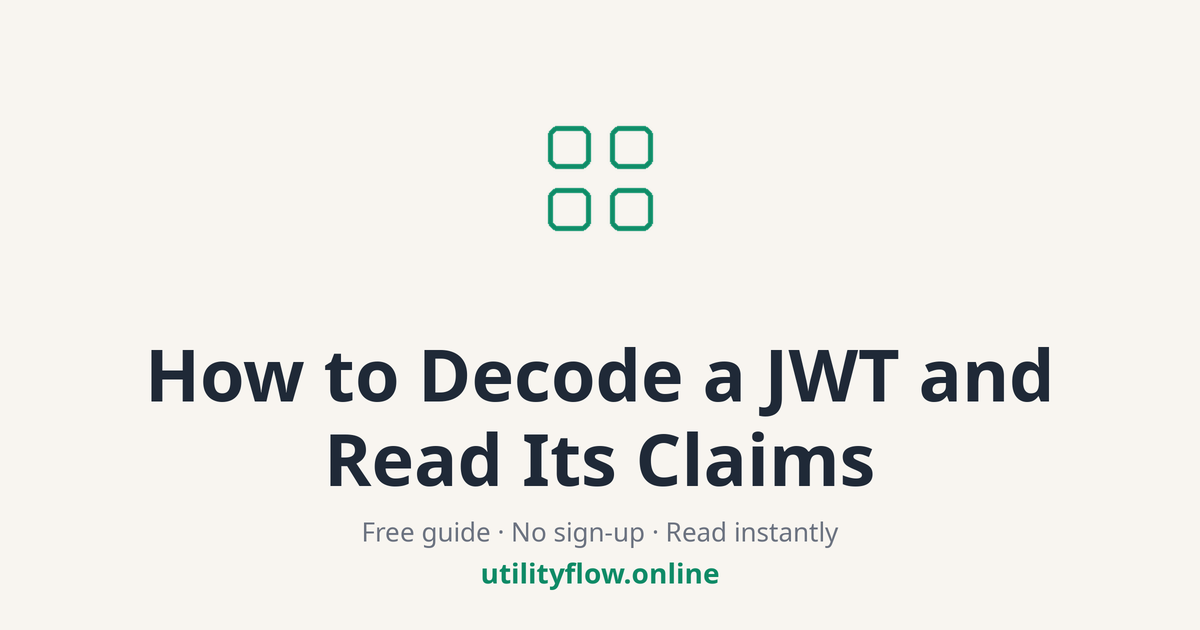 How to Decode a JWT and
Read Its Claims
Free guide · No sign-up · Read instantly
utilityflow.online